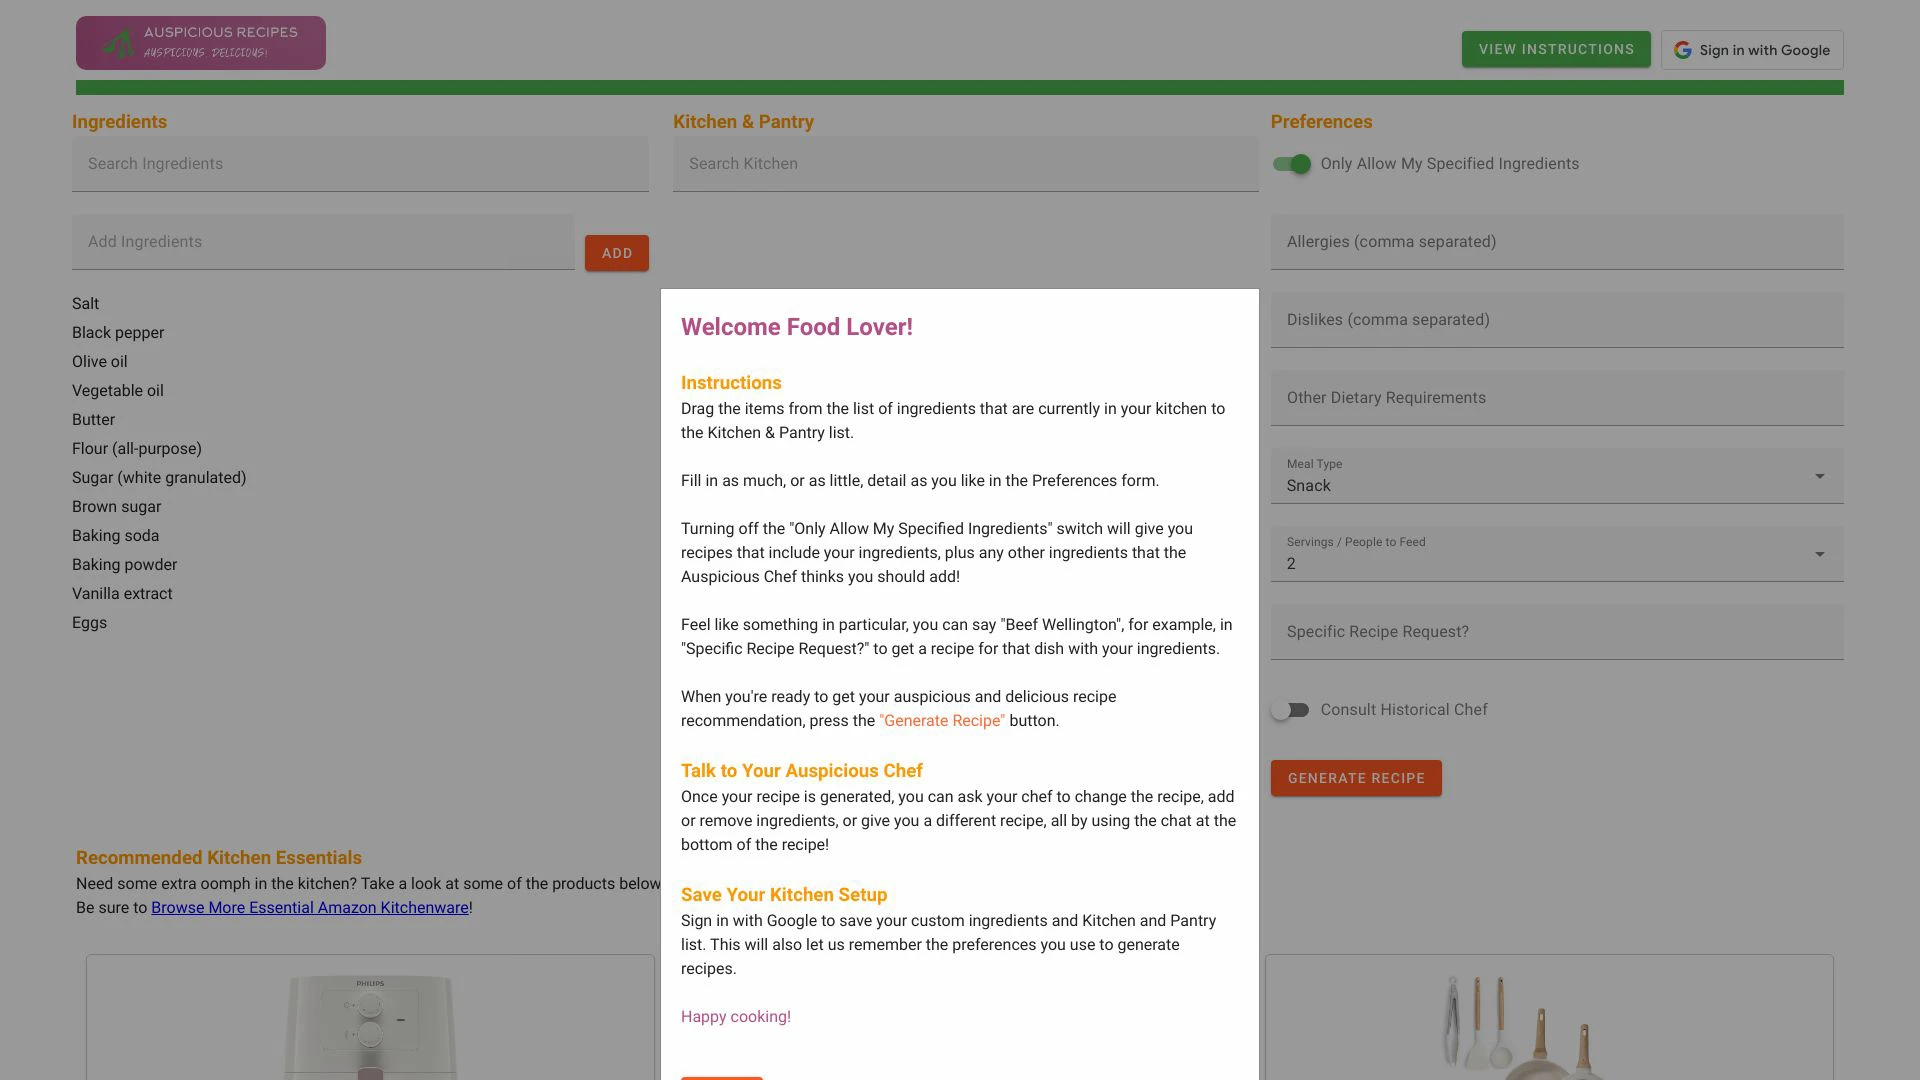 AUSPICIOUS RECIPES
AUSPICIOUS, DELICIOUS!
VIEW INSTRUCTIONS
Sign in with Google
Ingredients
Search Ingredients
Add Ingredients
ADD
Salt
Black pepper
Olive oil
Vegetable oil
Butter
Flour (all-purpose)
Sugar (white granulated)
Brown sugar
Baking soda
Baking powder
Vanilla extract
Eggs
Kitchen & Pantry
Search Kitchen
Preferences
Only Allow My Specified Ingredients
Allergies (comma separated)
Dislikes (comma separated)
Other Dietary Requirements
Meal Type
Snack
Servings / People to Feed
2
Specific Recipe Request?
Consult Historical Chef
GENERATE RECIPE
Welcome Food Lover!
Instructions
Drag the items from the list of ingredients that are currently in your kitchen to
the Kitchen & Pantry list.
Fill in as much, or as little, detail as you like in the Preferences form.
Turning off the "Only Allow My Specified Ingredients" switch will give you
recipes that include your ingredients, plus any other ingredients that the
Auspicious Chef thinks you should add!
Feel like something in particular, you can say "Beef Wellington", for example, in
"Specific Recipe Request?" to get a recipe for that dish with your ingredients.
When you're ready to get your auspicious and delicious recipe
recommendation, press the "Generate Recipe" button.
Talk to Your Auspicious Chef
Once your recipe is generated, you can ask your chef to change the recipe, add
or remove ingredients, or give you a different recipe, all by using the chat at the
bottom of the recipe!
Save Your Kitchen Setup
Sign in with Google to save your custom ingredients and Kitchen and Pantry
list. This will also let us remember the preferences you use to generate
recipes.
Happy cooking!
Recommended Kitchen Essentials
Need some extra oomph in the kitchen? Take a look at some of the products below
Be sure to Browse More Essential Amazon Kitchenware!
PHILIPS